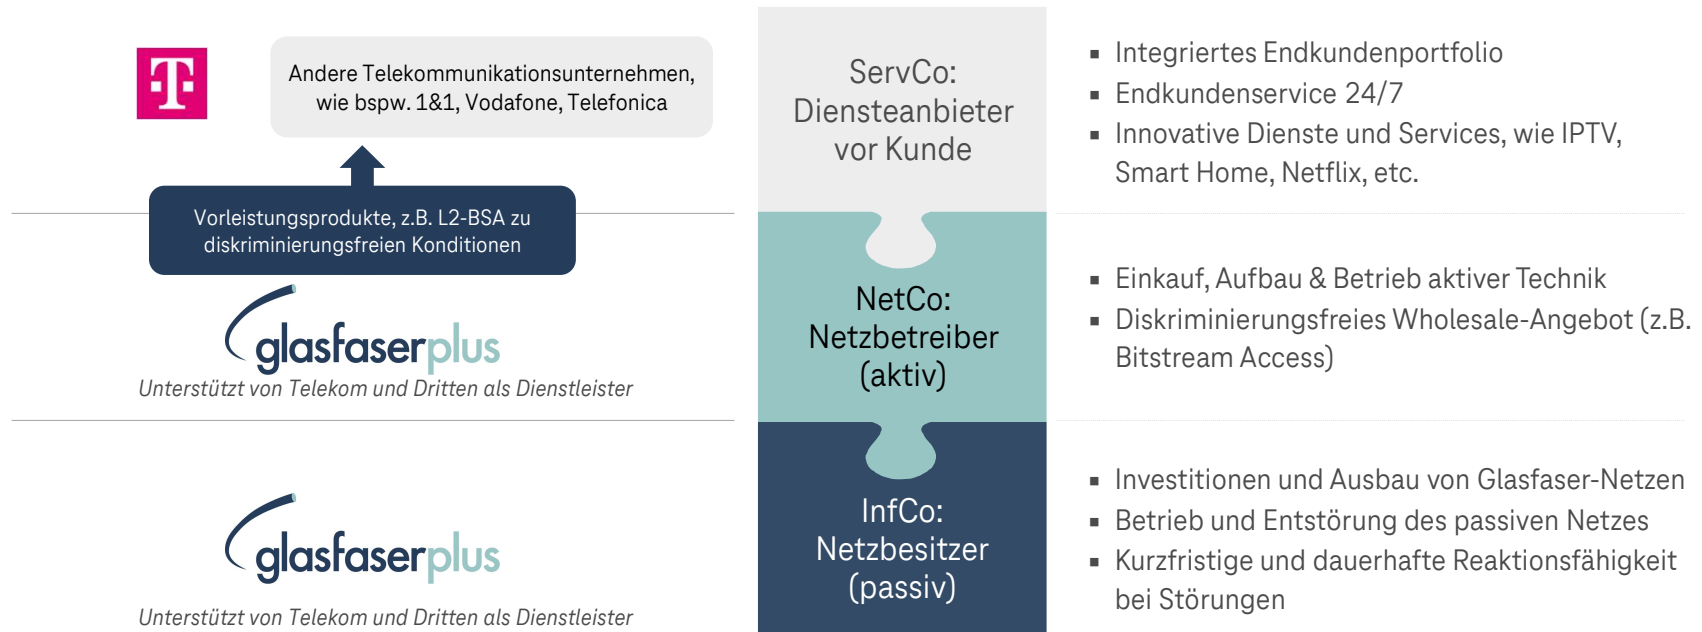 T
Andere Telekommunikationsunternehmen,
wie bspw. 1&1, Vodafone, Telefonica
Vorleistungsprodukte, z.B. L2-BSA zu
diskriminierungsfreien Konditionen
glasfaserplus
Unterstützt von Telekom und Dritten als Dienstleister
glasfaserplus
Unterstützt von Telekom und Dritten als Dienstleister
ServCo:
Diensteanbieter
vor Kunde
NetCo:
Netzbetreiber
(aktiv)
InfCo:
Netzbesitzer
(passiv)
▪ Integriertes Endkundenportfolio
▪ Endkundenservice 24/7
▪ Innovative Dienste und Services, wie IPTV,
Smart Home, Netflix, etc.
▪ Einkauf, Aufbau & Betrieb aktiver Technik
▪ Diskriminierungsfreies Wholesale-Angebot (z.B.
Bitstream Access)
▪ Investitionen und Ausbau von Glasfaser-Netzen
▪ Betrieb und Entstörung des passiven Netzes
▪ Kurzfristige und dauerhafte Reaktionsfähigkeit
bei Störungen